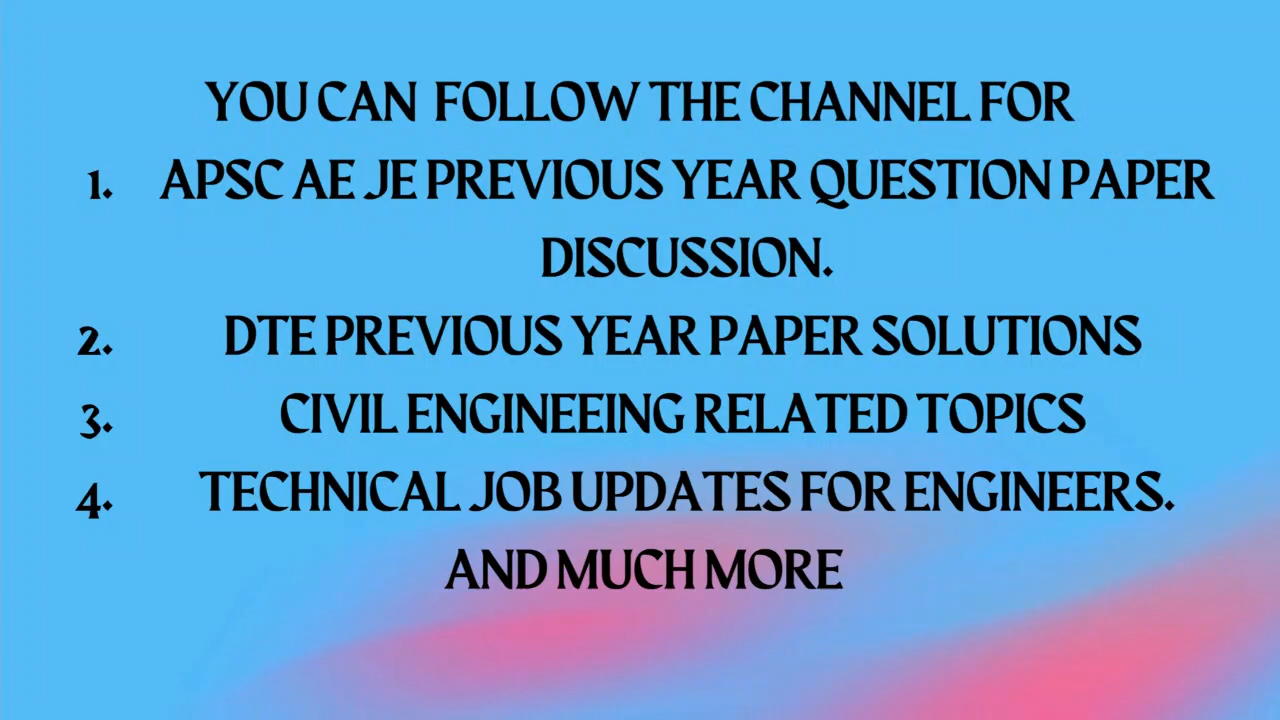 YOU CAN FOLLOW THE CHANNEL FOR
1. APSC AE JE PREVIOUS YEAR QUESTION PAPER
DISCUSSION.
2. DTE PREVIOUS YEAR PAPER SOLUTIONS
3. CIVIL ENGINEEING RELATED TOPICS
4. TECHNICAL JOB UPDATES FOR ENGINEERS.
AND MUCH MORE